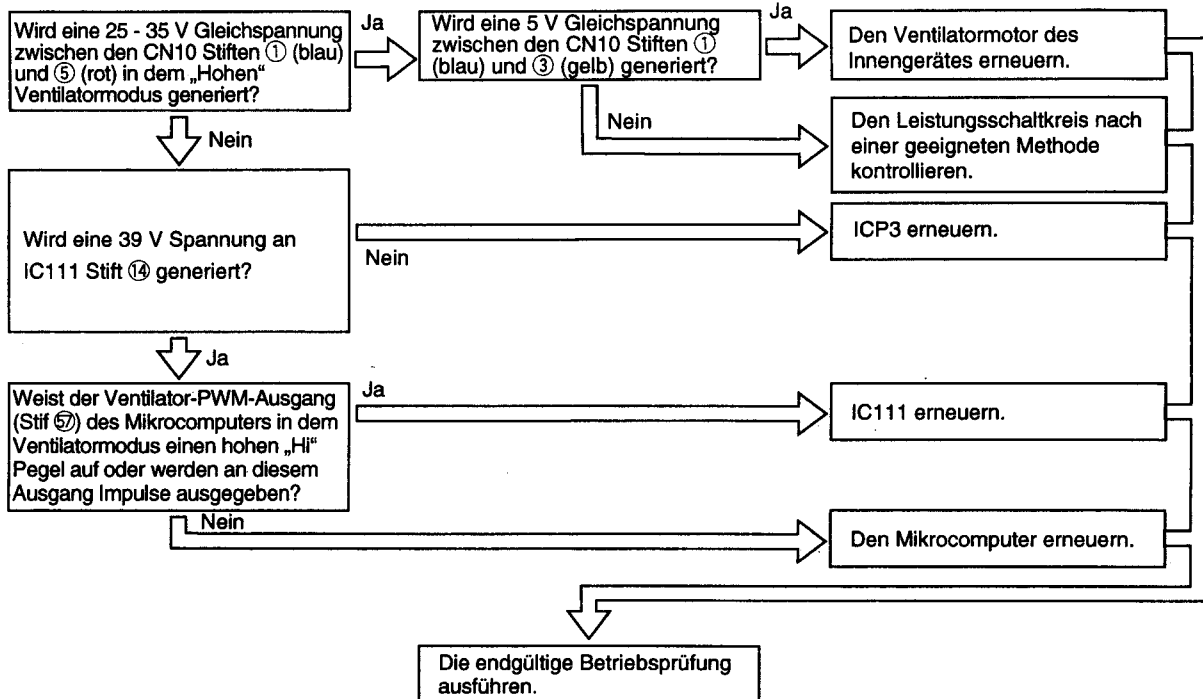 Wird eine 25 - 35 V Gleichspannung
zwischen den CN10 Stiften ① (blau)
und ⑤ (rot) in dem „Hohen“
Ventilatormodus generiert?
Ja
Wird eine 5 V Gleichspannung
zwischen den CN10 Stiften ①
(blau) und ③ (gelb) generiert?
Ja
Den Ventilatormotor des
Innengerätes erneuern.
Nein
Nein
Den Leistungsschaltkreis nach
einer geeigneten Methode
kontrollieren.
Wird eine 39 V Spannung an
IC111 Stift ⑭ generiert?
Nein
ICP3 erneuern.
Ja
Weist der Ventilator-PWM-Ausgang
(Stif ㊼) des Mikrocomputers in dem
Ventilatormodus einen hohen „Hi“
Pegel auf oder werden an diesem
Ausgang Impulse ausgegeben?
Ja
IC111 erneuern.
Nein
Den Mikrocomputer erneuern.
Die endgültige Betriebsprüfung
ausführen.